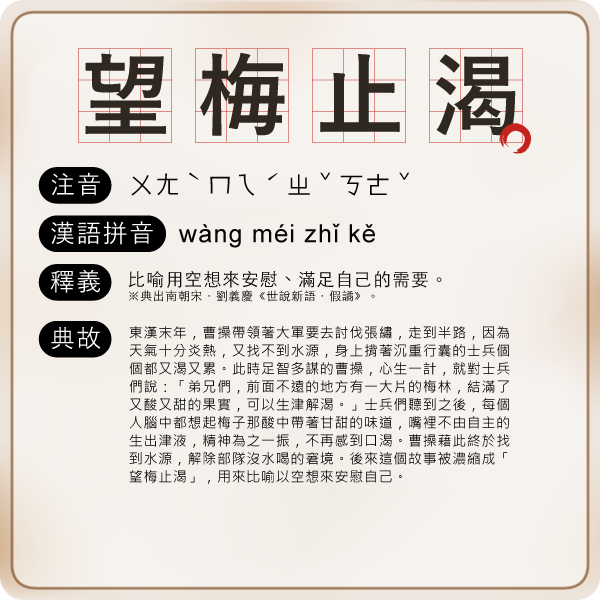 望梅止渴
注音 ㄨㄤˋㄇㄟˊㄓˇㄎㄜˇ
漢語拼音 wàng méi zhǐ kě
釋義 比喻用空想來安慰、滿足自己的需要。
※典出南朝宋．劉義慶《世說新語．假譎》。
典故 東漢末年，曹操帶領著大軍要去討伐張繡，走到半路，因為
天氣十分炎熱，又找不到水源，身上揹著沉重行囊的士兵個
個都又渴又累。此時足智多謀的曹操，心生一計，就對士兵
們說：「弟兄們，前面不遠的地方有一大片的梅林，結滿了
又酸又甜的果實，可以生津解渴。」士兵們聽到之後，每個
人腦中都想起梅子那酸中帶著甘甜的味道，嘴裡不由自主的
生出津液，精神為之一振，不再感到口渴。曹操藉此終於找
到水源，解除部隊沒水喝的窘境。後來這個故事被濃縮成「
望梅止渴」，用來比喻以空想來安慰自己。